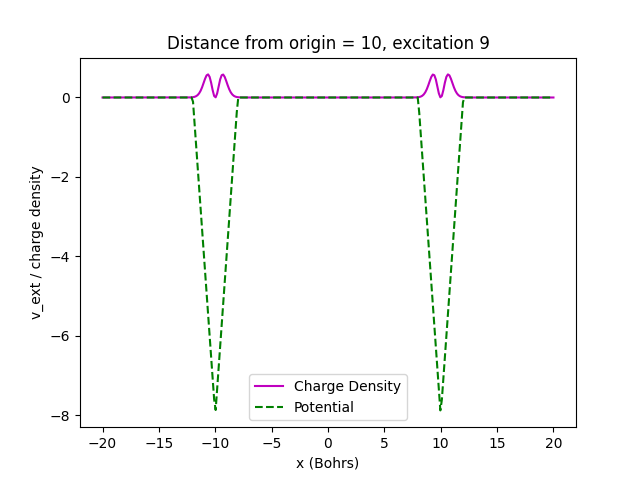 Distance from origin = 10, excitation 9
v_ext / charge density
0
−2
−4
−6
−8
Charge Density
Potential
−20
−15
−10
−5
0
5
10
15
20
x (Bohrs)